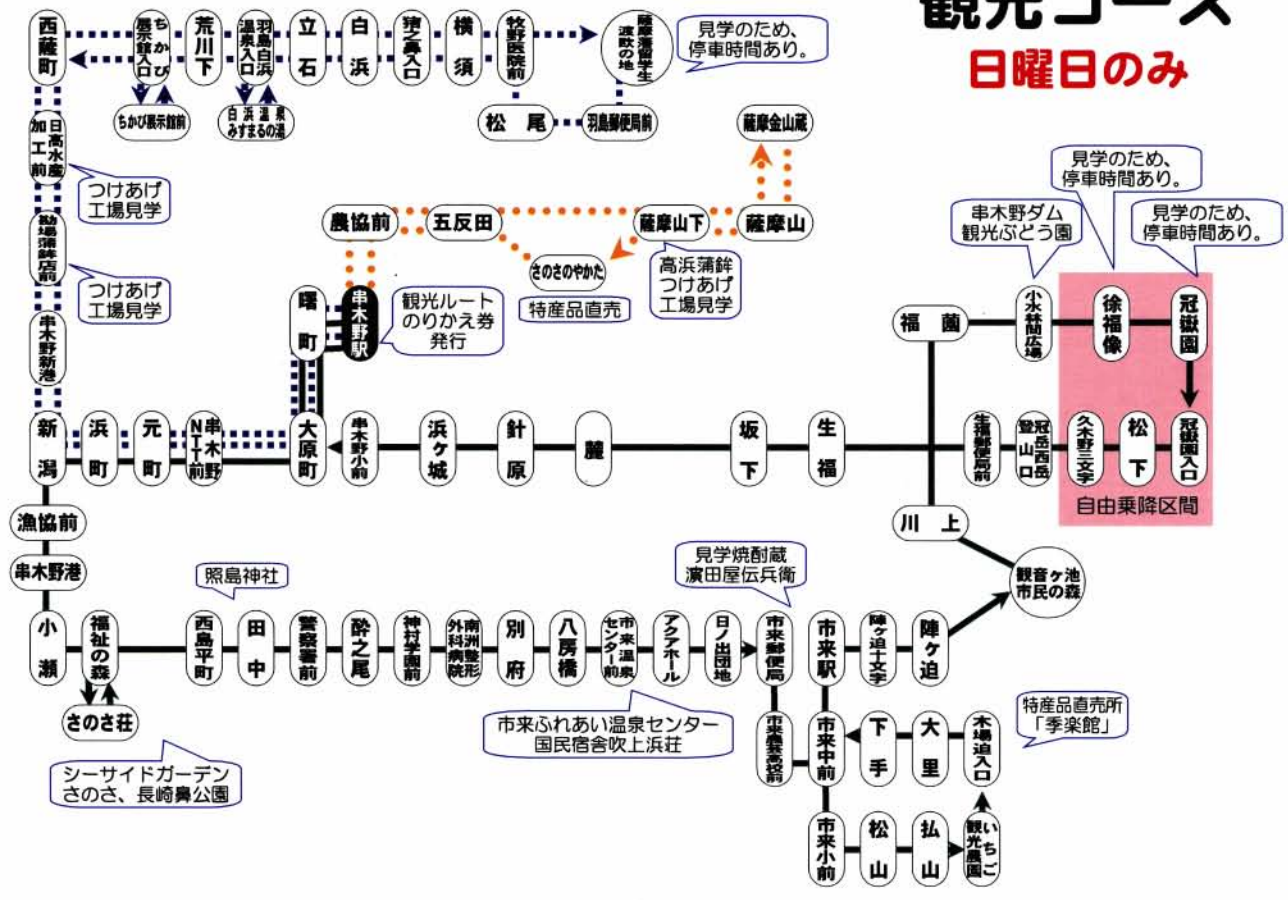 観光コース
日曜日のみ
西薩町
ちかび
展示館入口
荒川下
羽島白浜
温泉入口
立石
白浜
猪之鼻入口
横須
牧野医院前
薩摩藩留学生
渡欧の地
見学のため、
停車時間あり。
ちかび展示館前
白浜温泉
みすまるの湯
松尾
羽島郵便局前
薩摩金山蔵
日高水産
加工前
つけあげ
工場見学
勘場蒲鉾店前
つけあげ
工場見学
串木野新港
農協前
五反田
薩摩山下
薩摩山
さのさのやかた
特産品直売
高浜蒲鉾
つけあげ
工場見学
曙町
串木野駅
観光ルート
のりかえ券
発行
見学のため、
停車時間あり。
串木野ダム
観光ぶどう園
見学のため、
停車時間あり。
福薗
小水林間広場
徐福像
冠嶽園
新潟
浜町
元町
串木野
NTT前
大原町
串木野小前
浜ヶ城
針原
麓
坂下
生福
生福郵便局前
冠岳西岳
登山口
久木野三文字
松下
冠嶽園入口
自由乗降区間
漁協前
川上
串木野港
観音ヶ池
市民の森
照島神社
見学焼酎蔵
濵田屋伝兵衛
小瀬
福祉の森
西島平町
田中
警察署前
酔之尾
神村学園前
南洲整形
外科病院
別府
八房橋
市来温泉
センター前
アクアホール
日ノ出団地
市来郵便局
市来駅
陣ヶ迫十文字
陣ヶ迫
さのさ荘
シーサイドガーデン
さのさ、長崎鼻公園
市来ふれあい温泉センター
国民宿舎吹上浜荘
市来農芸高校前
市来中前
下手
大里
木場迫入口
特産品直売所
「季楽館」
市来小前
松山
払山
いちご
観光農園